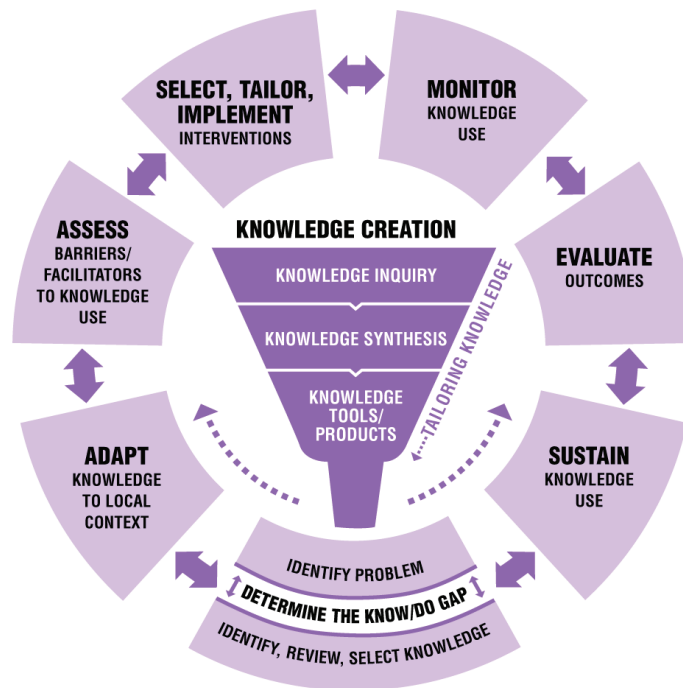 SELECT, TAILOR,
IMPLEMENT
INTERVENTIONS
MONITOR
KNOWLEDGE
USE
ASSESS
BARRIERS/
FACILITATORS
TO KNOWLEDGE
USE
KNOWLEDGE CREATION
KNOWLEDGE INQUIRY
KNOWLEDGE SYNTHESIS
KNOWLEDGE
TOOLS/
PRODUCTS
TAILORING KNOWLEDGE
EVALUATE
OUTCOMES
ADAPT
KNOWLEDGE
TO LOCAL
CONTEXT
SUSTAIN
KNOWLEDGE
USE
IDENTIFY PROBLEM
DETERMINE THE KNOW/DO GAP
IDENTIFY, REVIEW, SELECT KNOWLEDGE